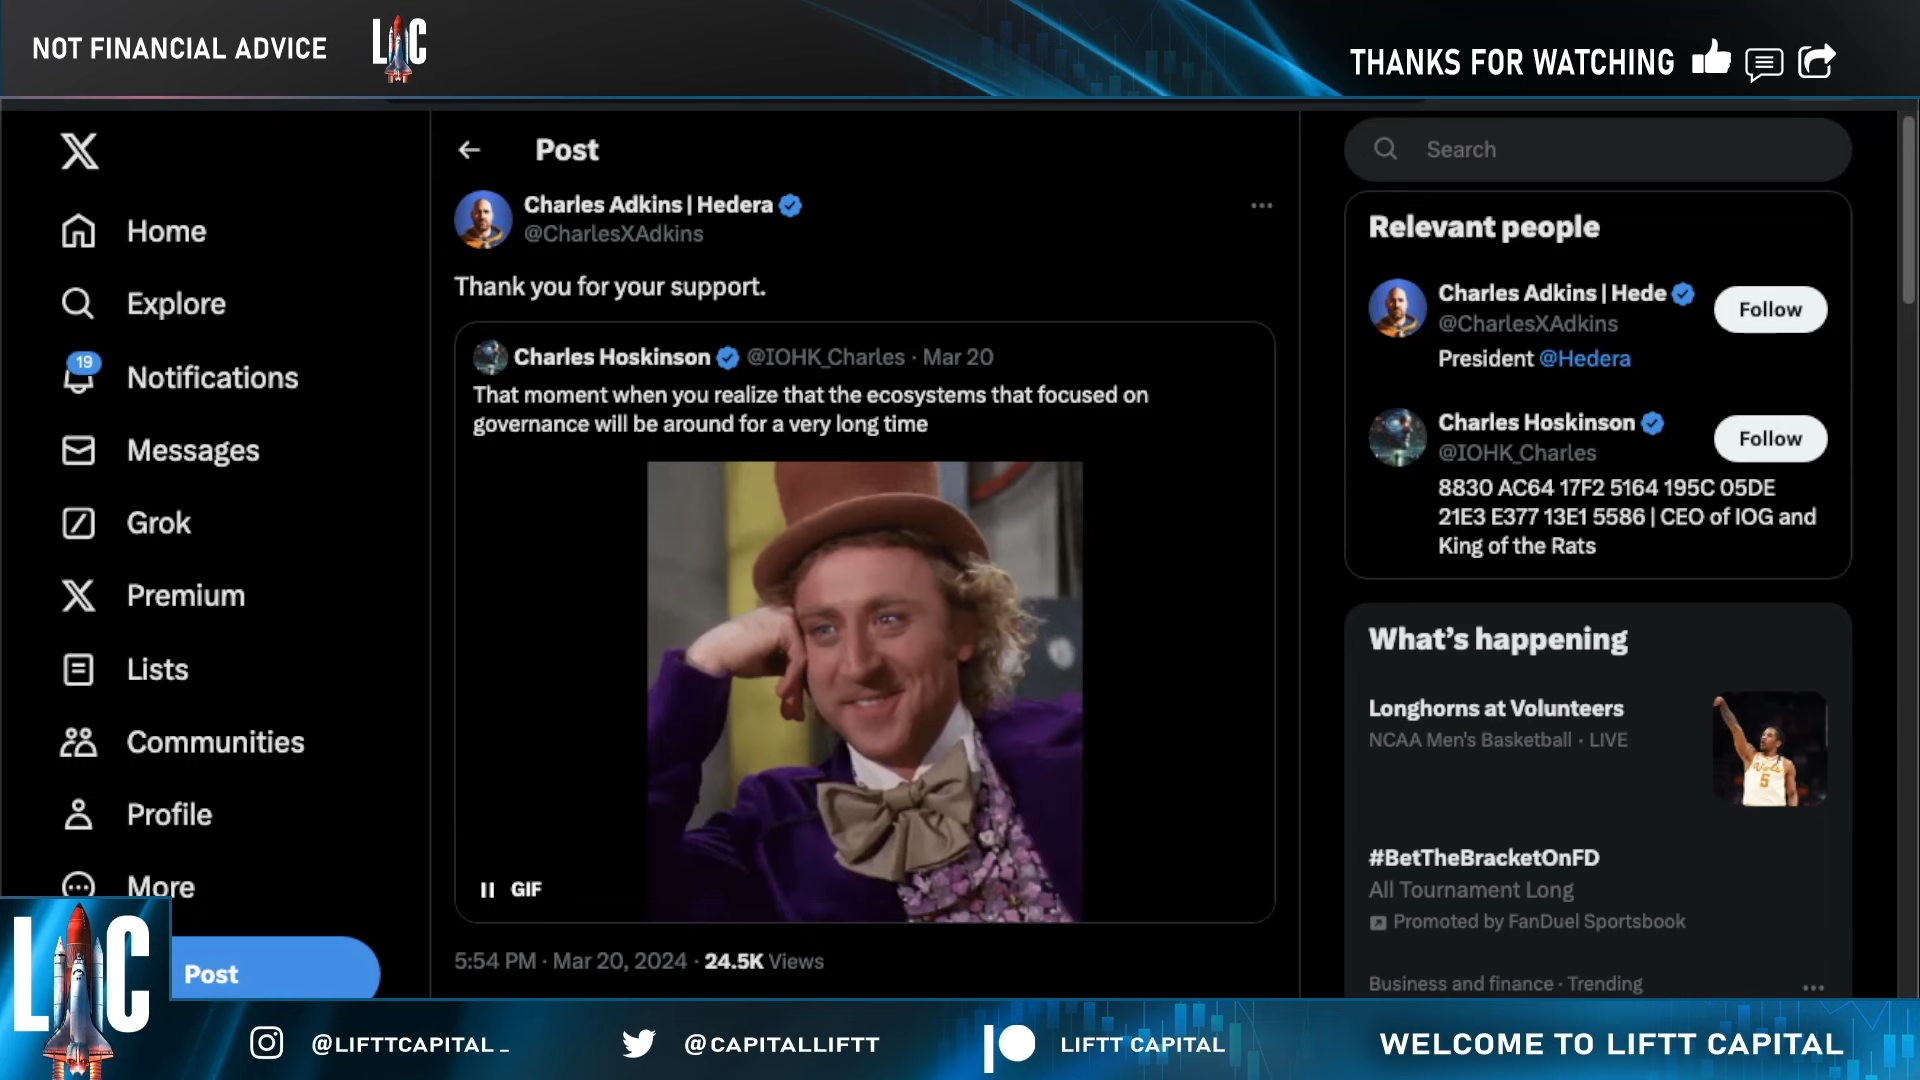 NOT FINANCIAL ADVICE
LC
THANKS FOR WATCHING
X
Home
Explore
19
Notifications
Messages
Grok
Premium
Lists
Communities
Profile
More
Post
LC
Post
Charles Adkins | Hedera
@CharlesXAdkins
Thank you for your support.
Charles Hoskinson @IOHK_Charles · Mar 20
That moment when you realize that the ecosystems that focused on
governance will be around for a very long time
GIF
5:54 PM · Mar 20, 2024 · 24.5K Views
Search
Relevant people
Charles Adkins | Hede
@CharlesXAdkins
Follow
President @Hedera
Charles Hoskinson
@IOHK_Charles
Follow
8830 AC64 17F2 5164 195C 05DE
21E3 E377 13E1 5586 | CEO of IOG and
King of the Rats
What's happening
Longhorns at Volunteers
NCAA Men's Basketball · LIVE
Vols
5
#BetTheBracketOnFD
All Tournament Long
Promoted by FanDuel Sportsbook
Business and finance · Trending
@LIFTTCAPITAL_
@CAPITALLIFTT
LIFTT CAPITAL
WELCOME TO LIFTT CAPITAL